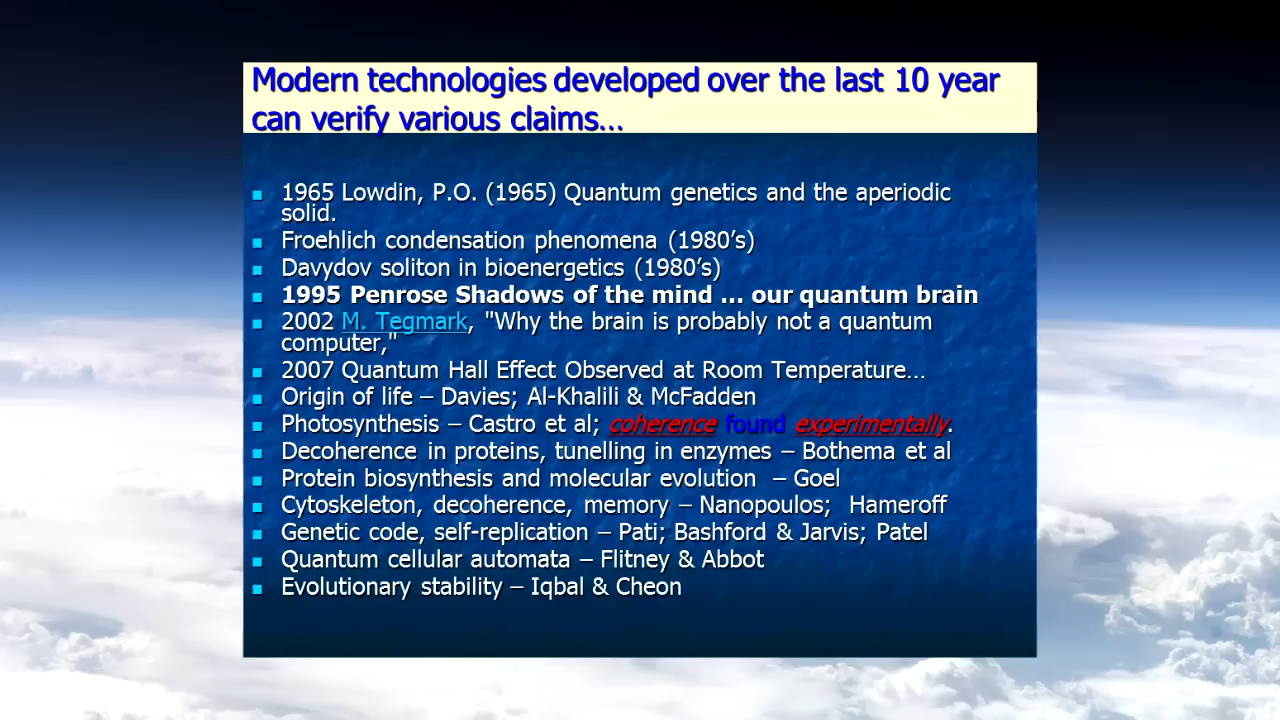 Modern technologies developed over the last 10 year
can verify various claims...
1965 Lowdin, P.O. (1965) Quantum genetics and the aperiodic
solid.
Froehlich condensation phenomena (1980's)
Davydov soliton in bioenergetics (1980's)
1995 Penrose Shadows of the mind ... our quantum brain
2002 M. Tegmark, "Why the brain is probably not a quantum
computer,"
2007 Quantum Hall Effect Observed at Room Temperature...
Origin of life – Davies; Al-Khalili & McFadden
Photosynthesis – Castro et al; coherence found experimentally.
Decoherence in proteins, tunelling in enzymes – Bothema et al
Protein biosynthesis and molecular evolution – Goel
Cytoskeleton, decoherence, memory – Nanopoulos; Hameroff
Genetic code, self-replication – Pati; Bashford & Jarvis; Patel
Quantum cellular automata – Flitney & Abbot
Evolutionary stability – Iqbal & Cheon